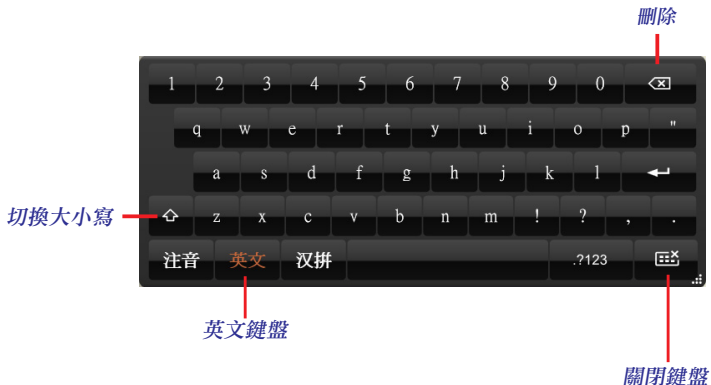 刪除
1 2 3 4 5 6 7 8 9 0
q w e r t y u i o p "
a s d f g h j k l
切換大小寫
z x c v b n m ! ? , .
注音 英文 汉拼 .?123
英文鍵盤
關閉鍵盤